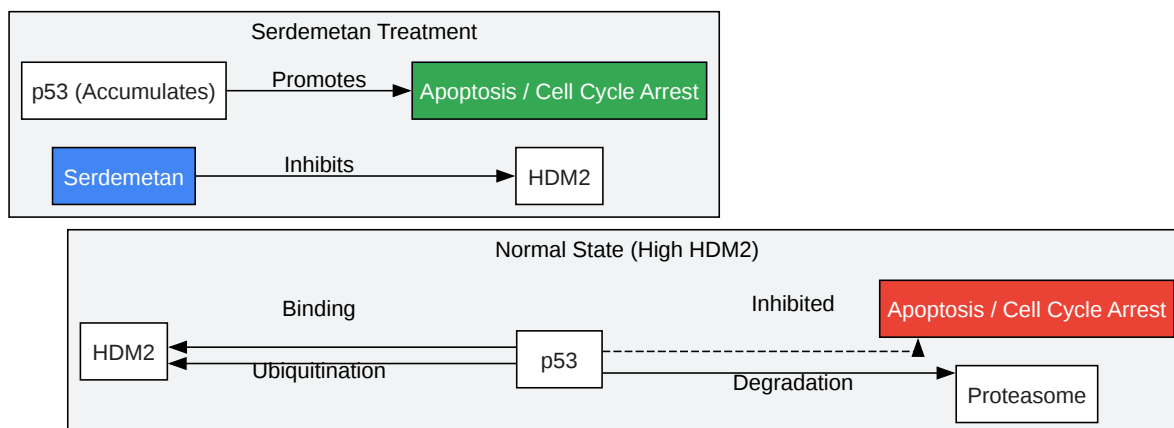 Serdemetan Treatment
p53 (Accumulates)
Promotes
Apoptosis / Cell Cycle Arrest
Serdemetan
Inhibits
HDM2
Normal State (High HDM2)
HDM2
Binding
Ubiquitination
p53
Inhibited
Apoptosis / Cell Cycle Arrest
Degradation
Proteasome